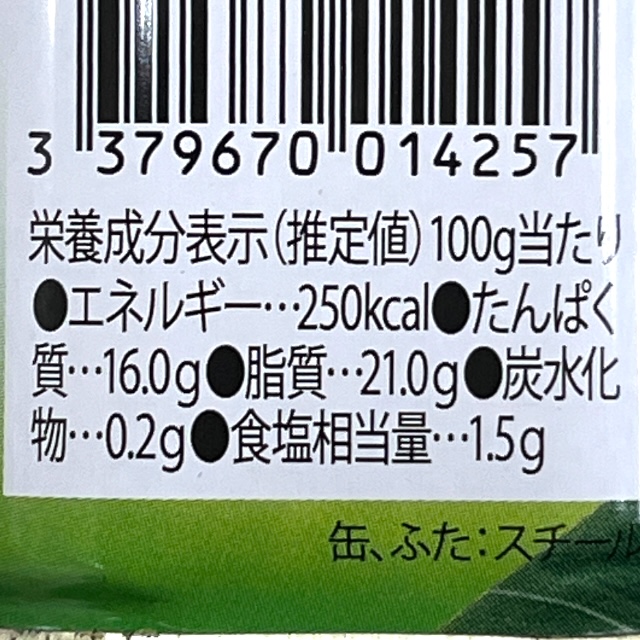 3 379670 014257
栄養成分表示(推定値)100g当たり
●エネルギー…250kcal●たんぱく
質…16.0g●脂質…21.0g●炭水化
物…0.2g●食塩相当量…1.5g
缶、ふた:スチール